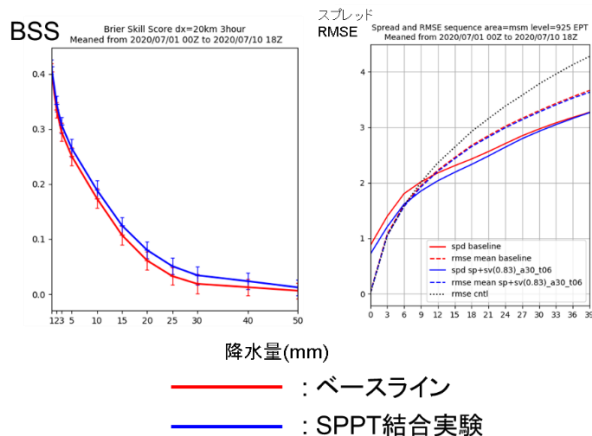 BSS
Brier Skill Score dx=20km 3hour
Meaned from 2020/07/01 00Z to 2020/07/10 18Z
0.4
0.3
0.2
0.1
0.0
123 5 10 15 20 25 30 40 50
スプレッド
RMSE
Spread and RMSE sequence area=msm level=925 EPT
Meaned from 2020/07/01 00Z to 2020/07/10 18Z
4
3
2
1
0
spd baseline
rmse mean baseline
spd sp+sv(0.83)_a30_t06
rmse mean sp+sv(0.83)_a30_t06
rmse cntl
0 3 6 9 12 15 18 21 24 27 30 33 36 39
降水量(mm)
: ベースライン
: SPPT結合実験